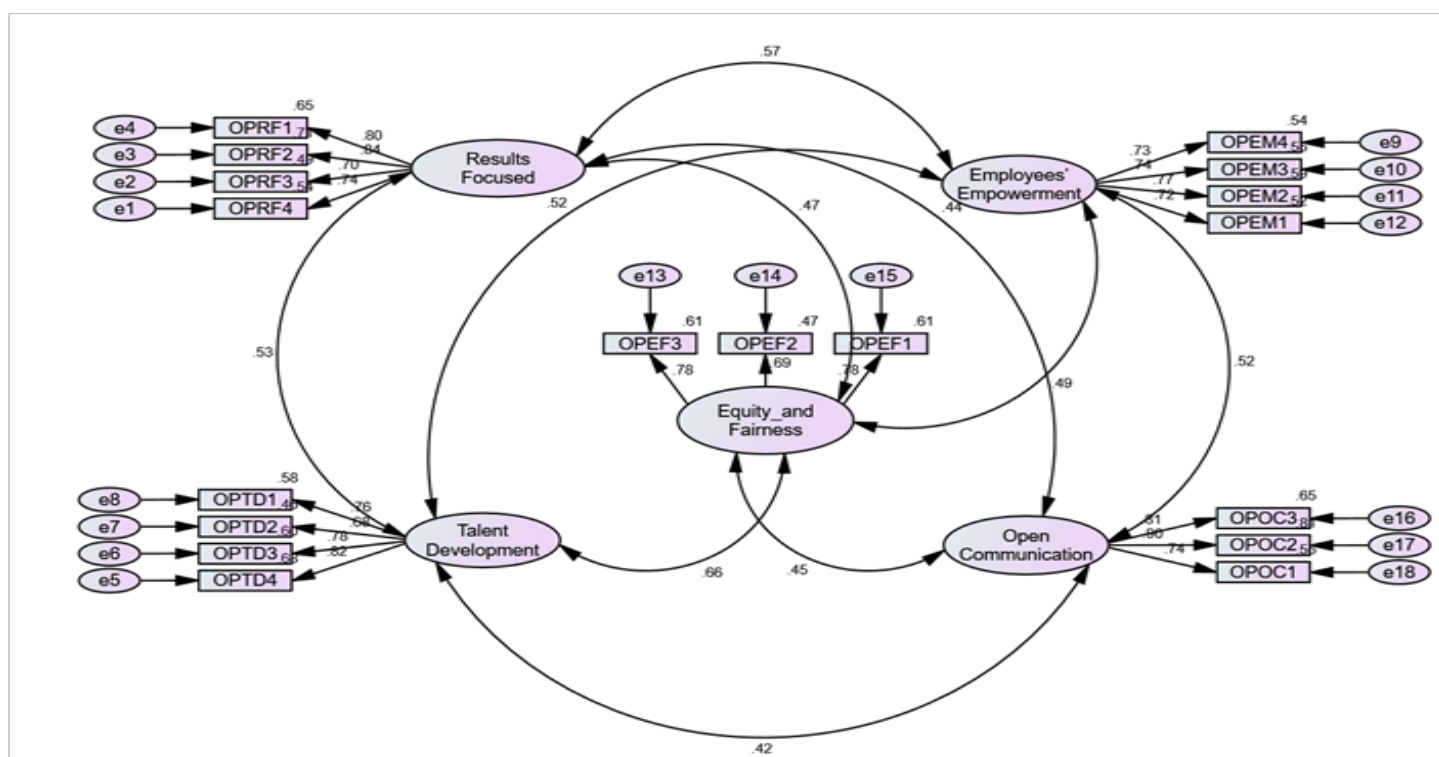 .57
.65
e4
OPRF1
.80
e3
OPRF2
.84
e2
OPRF3
.70
e1
OPRF4
.74
Results
Focused
Employees'
Empowerment
.54
.73
OPEM4
e9
.74
OPEM3
e10
.77
OPEM2
e11
.72
OPEM1
e12
.52
.47
.44
e13
e14
e15
.61
.47
.61
OPEF3
OPEF2
OPEF1
.78
.69
.78
.53
.52
.49
Equity_and
Fairness
.58
e8
OPTD1
.76
e7
OPTD2
e6
OPTD3
.78
e5
OPTD4
.82
Talent
Development
Open
Communication
.65
.81
OPOC3
e16
OPOC2
e17
.74
OPOC1
e18
.66
.45
.42